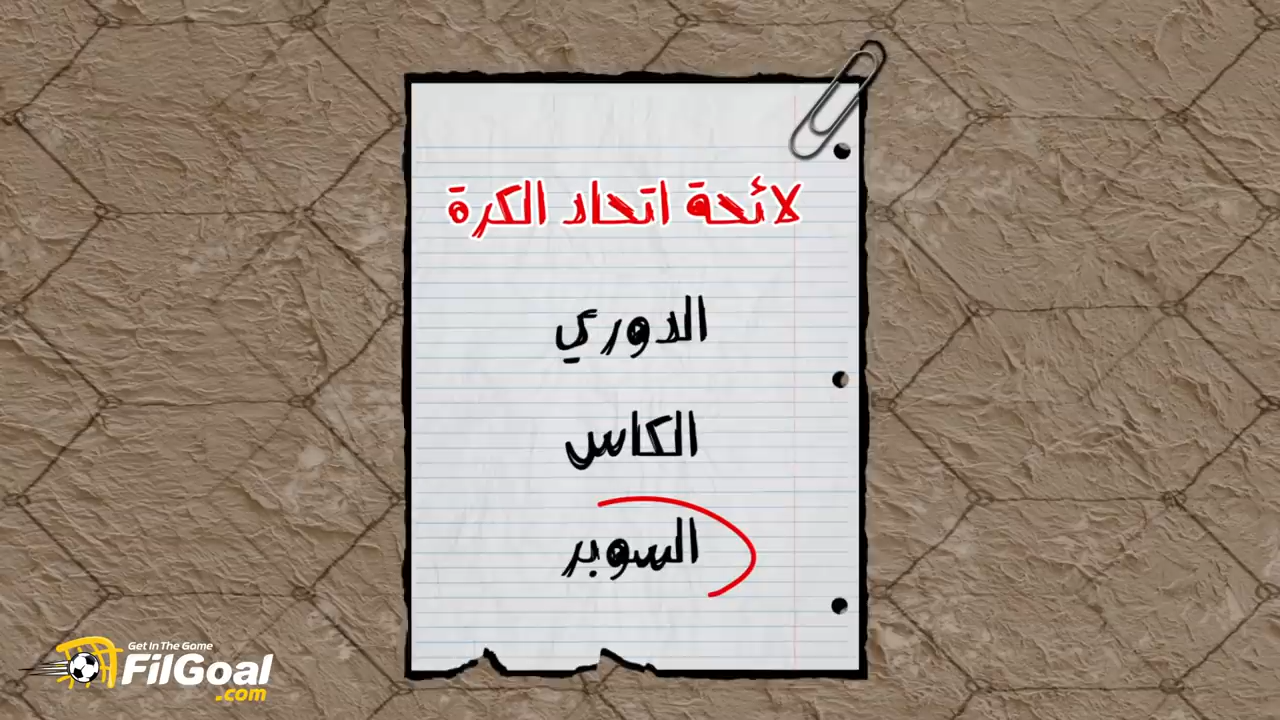 لائحة اتحاد الكرة
الدوري
الكاس
السوبر
Get In The Game
FilGoal
.com